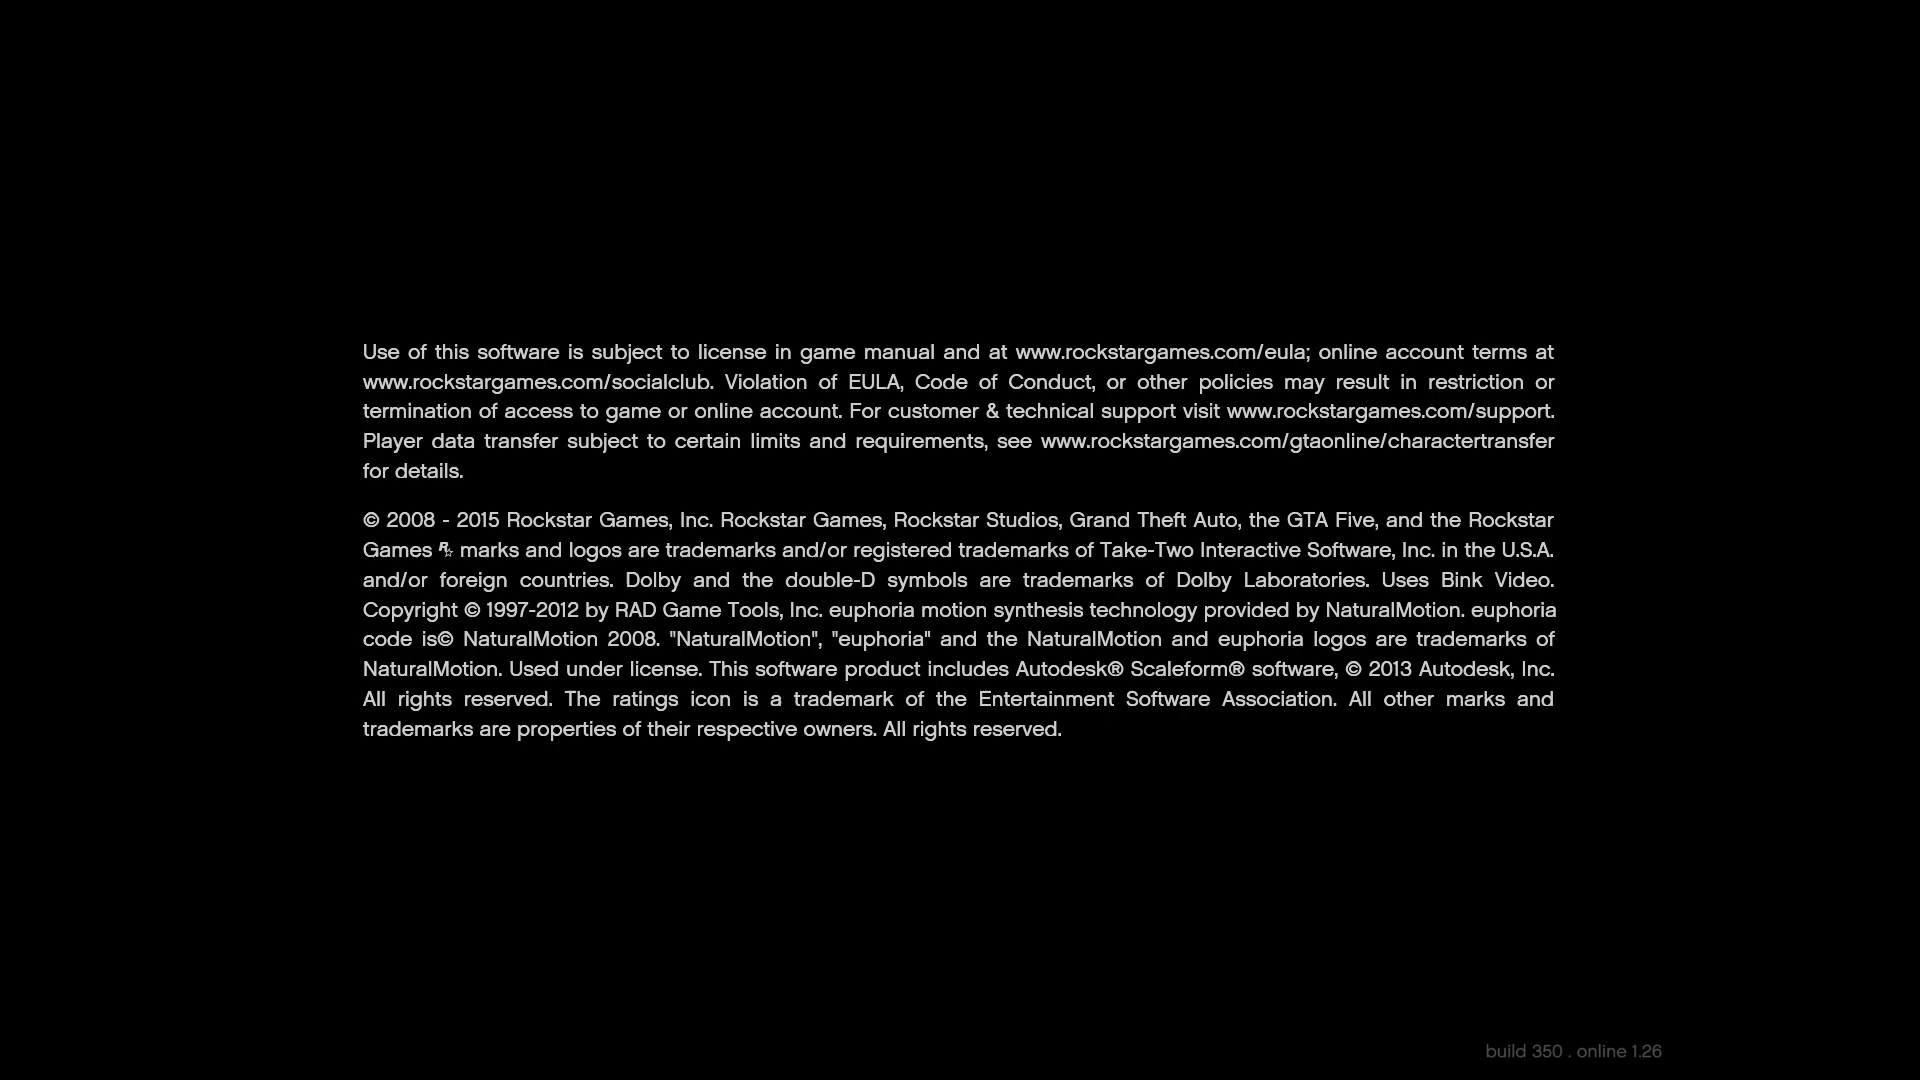 Use of this software is subject to license in game manual and at www.rockstargames.com/eula; online account terms at
www.rockstargames.com/socialclub. Violation of EULA, Code of Conduct, or other policies may result in restriction or
termination of access to game or online account. For customer & technical support visit www.rockstargames.com/support.
Player data transfer subject to certain limits and requirements, see www.rockstargames.com/gtaonline/charactertransfer
for details.
© 2008 - 2015 Rockstar Games, Inc. Rockstar Games, Rockstar Studios, Grand Theft Auto, the GTA Five, and the Rockstar
Games R* marks and logos are trademarks and/or registered trademarks of Take-Two Interactive Software, Inc. in the U.S.A.
and/or foreign countries. Dolby and the double-D symbols are trademarks of Dolby Laboratories. Uses Bink Video.
Copyright © 1997-2012 by RAD Game Tools, Inc. euphoria motion synthesis technology provided by NaturalMotion. euphoria
code is© NaturalMotion 2008. "NaturalMotion", "euphoria" and the NaturalMotion and euphoria logos are trademarks of
NaturalMotion. Used under license. This software product includes Autodesk® Scaleform® software, © 2013 Autodesk, Inc.
All rights reserved. The ratings icon is a trademark of the Entertainment Software Association. All other marks and
trademarks are properties of their respective owners. All rights reserved.
build 350 . online 1.26